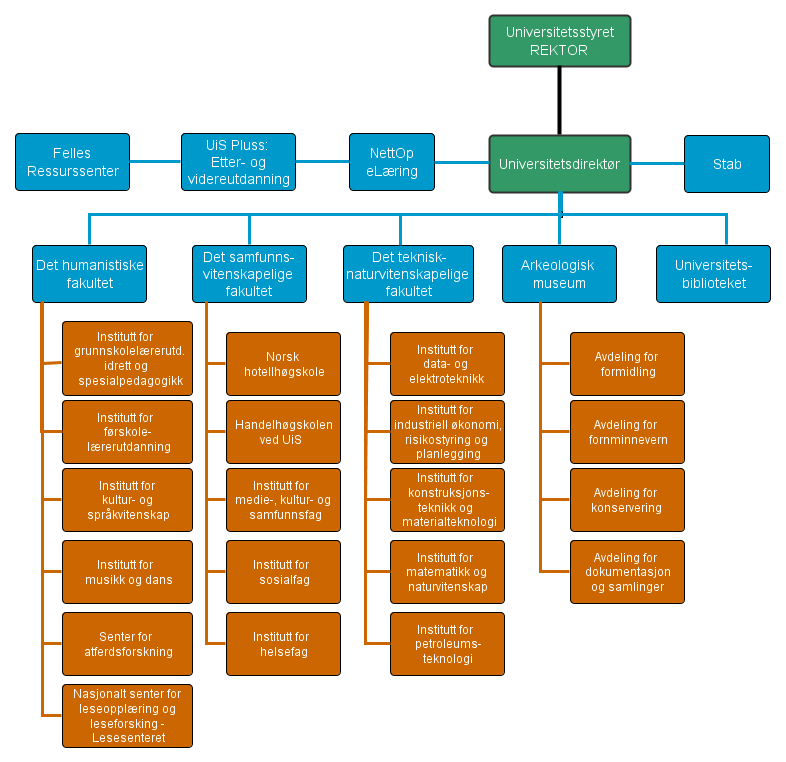 Universitetsstyret
REKTOR
Felles
Ressurssenter
UiS Pluss:
Etter- og
videreutdanning
NettOp
eLæring
Universitetsdirektør
Stab
Det humanistiske
fakultet
Det samfunns-
vitenskapelige
fakultet
Det teknisk-
naturvitenskapelige
fakultet
Arkeologisk
museum
Universitets-
biblioteket
Institutt for
grunnskolelærerutd.
idrett og
spesialpedagogikk
Institutt for
førskole-
lærerutdanning
Institutt for
kultur- og
språkvitenskap
Institutt for
musikk og dans
Senter for
atferdsforskning
Nasjonalt senter for
leseopplæring og
leseforsking -
Lesesenteret
Norsk
hotellhøgskole
Handelhøgskolen
ved UiS
Institutt for
medie-, kultur- og
samfunnsfag
Institutt for
sosialfag
Institutt for
helsefag
Institutt for
data- og
elektroteknikk
Institutt for
industriell økonomi,
risikostyring og
planlegging
Institutt for
konstruksjons-
teknikk og
materialteknologi
Institutt for
matematikk og
naturvitenskap
Institutt for
petroleums-
teknologi
Avdeling for
formidling
Avdeling for
fornminnevern
Avdeling for
konservering
Avdeling for
dokumentasjon
og samlinger